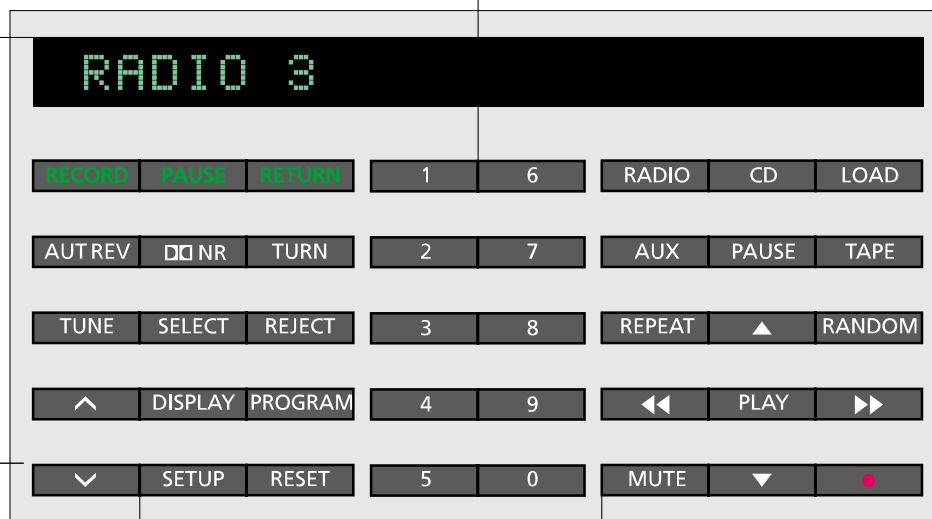 RADIO 3
RECORD PAUSE RETURN 1 6 RADIO CD LOAD
AUT REV NR TURN 2 7 AUX PAUSE TAPE
TUNE SELECT REJECT 3 8 REPEAT RANDOM
DISPLAY PROGRAM 4 9 PLAY
SETUP RESET 5 0 MUTE